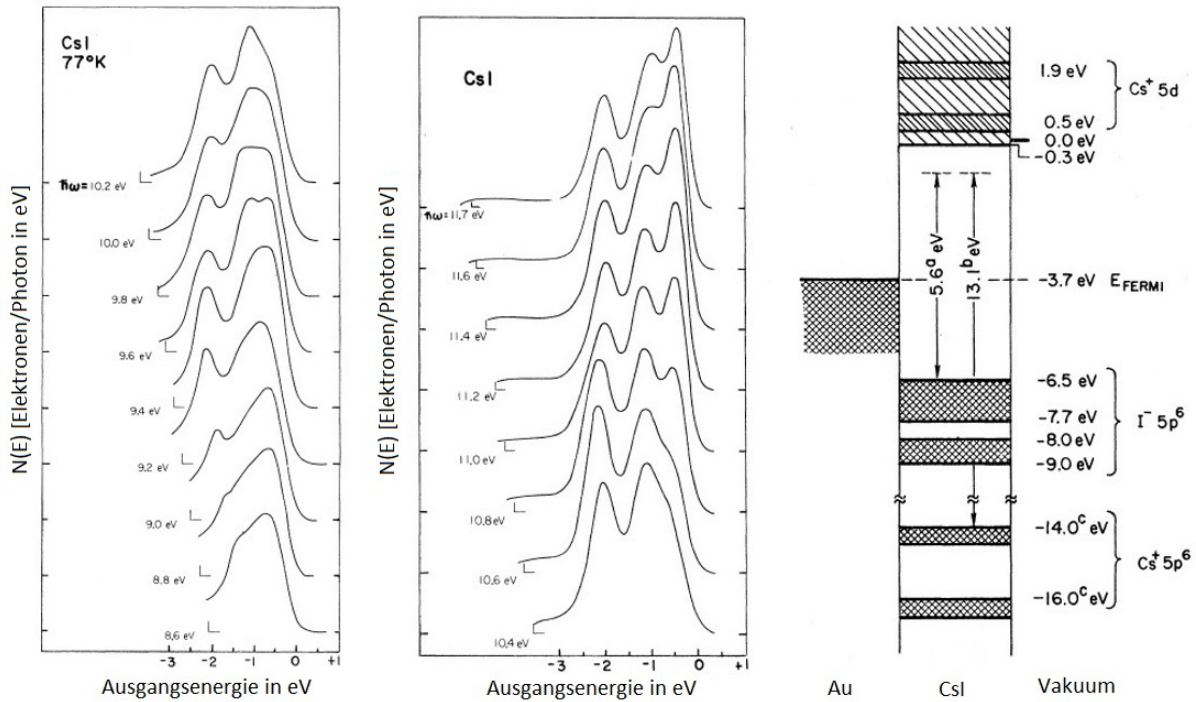 CsI
77°K
N(E) [Elektronen/Photon in eV]
ħω=10.2 eV
10.0 eV
9.8 eV
9.6 eV
9.4 eV
9.2 eV
9.0 eV
8.8 eV
8.6 eV
-3 -2 -1 0 +1
Ausgangsenergie in eV
CsI
N(E) [Elektronen/Photon in eV]
ħω=11.7 eV
11.6 eV
11.4 eV
11.2 eV
11.0 eV
10.8 eV
10.6 eV
10.4 eV
-3 -2 -1 0 +1
Ausgangsenergie in eV
1.9 eV
Cs⁺ 5d
0.5 eV
0.0 eV
-0.3 eV
5.6ᵃ eV
13.1ᵇ eV
-3.7 eV E_FERMI
-6.5 eV
-7.7 eV
I⁻ 5p⁶
-8.0 eV
-9.0 eV
-14.0ᶜ eV
Cs⁺ 5p⁶
-16.0ᶜ eV
Au CsI Vakuum